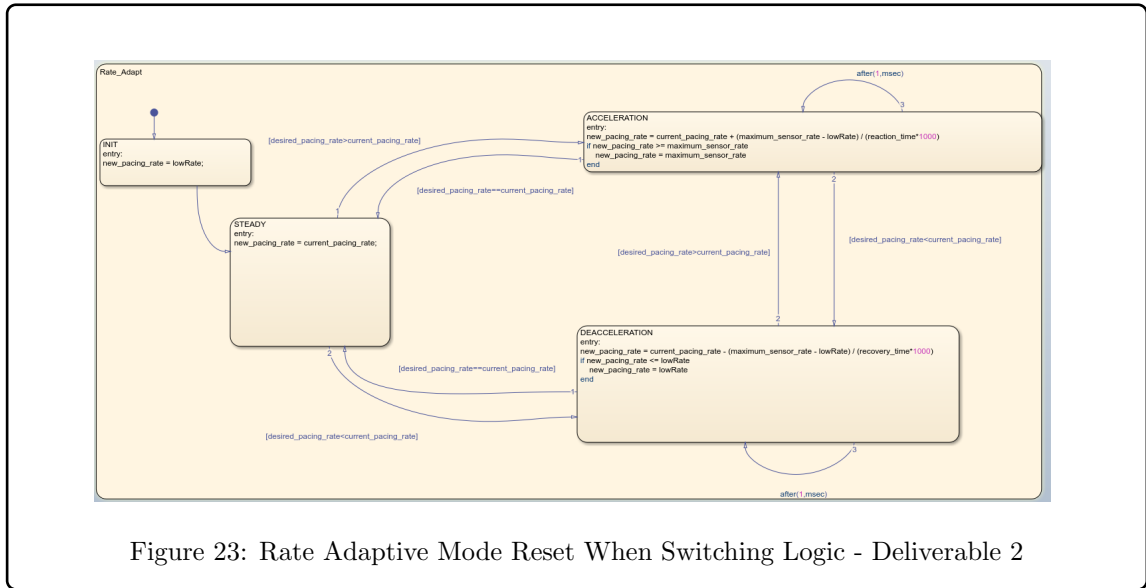 Rate_Adapt
after(1,msec)
3
ACCELERATION
entry:
new_pacing_rate = current_pacing_rate + (maximum_sensor_rate - lowRate) / (reaction_time*1000)
if new_pacing_rate >= maximum_sensor_rate
new_pacing_rate = maximum_sensor_rate
end
1
2
[desired_pacing_rate>current_pacing_rate]
INIT
entry:
new_pacing_rate = lowRate;
[desired_pacing_rate==current_pacing_rate]
1
STEADY
entry:
new_pacing_rate = current_pacing_rate;
2
[desired_pacing_rate>current_pacing_rate]
[desired_pacing_rate<current_pacing_rate]
2
DEACCELERATION
entry:
new_pacing_rate = current_pacing_rate - (maximum_sensor_rate - lowRate) / (recovery_time*1000)
if new_pacing_rate <= lowRate
new_pacing_rate = lowRate
end
1
3
[desired_pacing_rate==current_pacing_rate]
[desired_pacing_rate<current_pacing_rate]
after(1,msec)
Figure 23: Rate Adaptive Mode Reset When Switching Logic - Deliverable 2